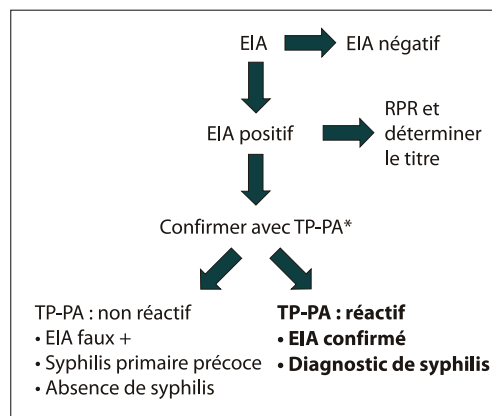 EIA
EIA négatif
EIA positif
RPR et
déterminer
le titre
Confirmer avec TP-PA*
TP-PA : non réactif
• EIA faux +
• Syphilis primaire précoce
• Absence de syphilis
TP-PA : réactif
• EIA confirmé
• Diagnostic de syphilis